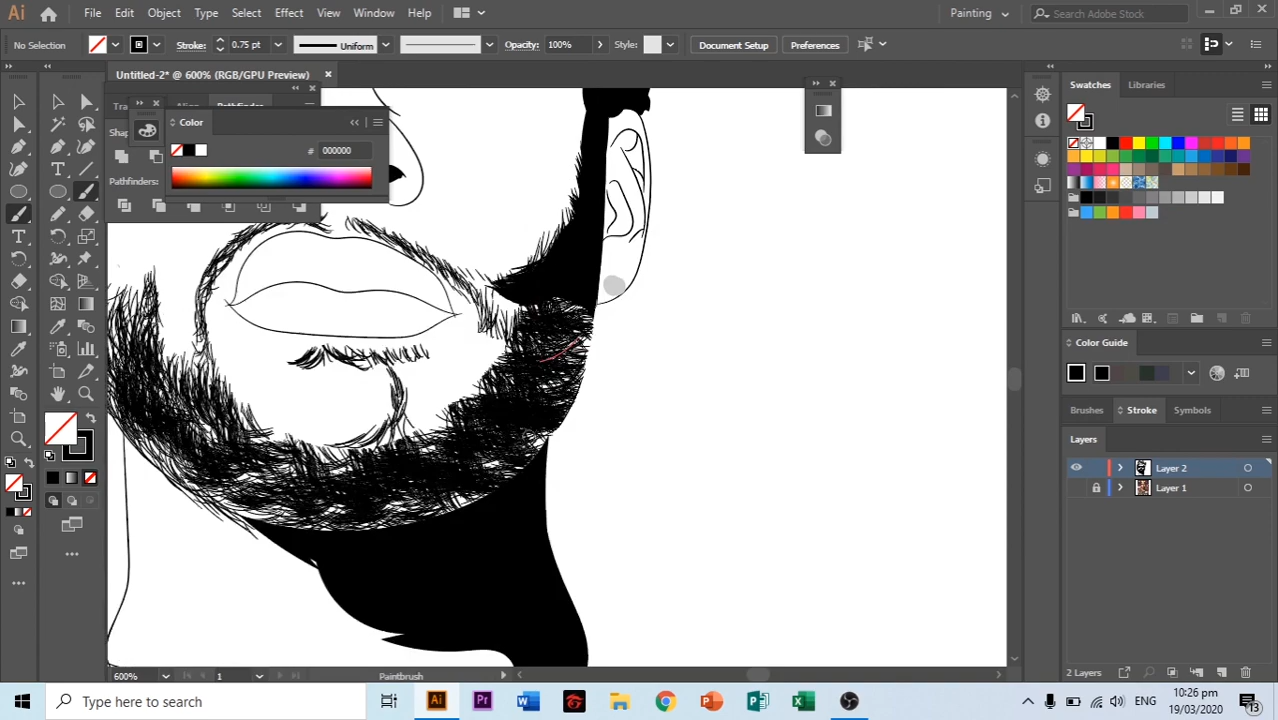 Ai File Edit Object Type Select Effect View Window Help Painting Search Adobe Stock
No Selection Stroke: 0.75 pt Uniform Opacity: 100% Style: Document Setup Preferences
Untitled-2* @ 600% (RGB/GPU Preview)
Swatches Libraries
Color
# 000000
Pathfinders:
Color Guide
Brushes Stroke Symbols
Layers
Layer 2
Layer 1
2 Layers
600% 1 Paintbrush
Type here to search
Ai Pr
ENG
10:26 pm
19/03/2020
13